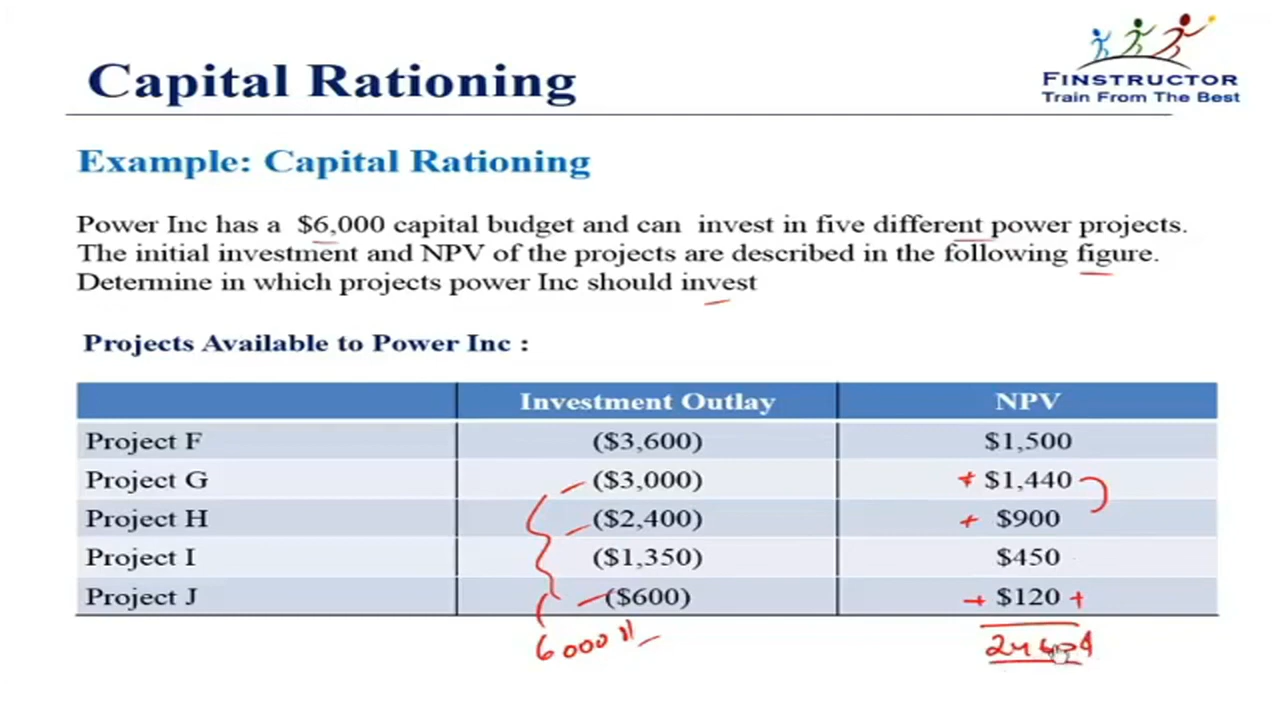 FINSTRUCTOR
Train From The Best
Capital Rationing
Example: Capital Rationing
Power Inc has a $6,000 capital budget and can invest in five different power projects.
The initial investment and NPV of the projects are described in the following figure.
Determine in which projects power Inc should invest
Projects Available to Power Inc :
Investment Outlay NPV
Project F ($3,600) $1,500
Project G ($3,000) + $1,440
Project H ($2,400) + $900
Project I ($1,350) $450
Project J ($600) + $120 +
6000